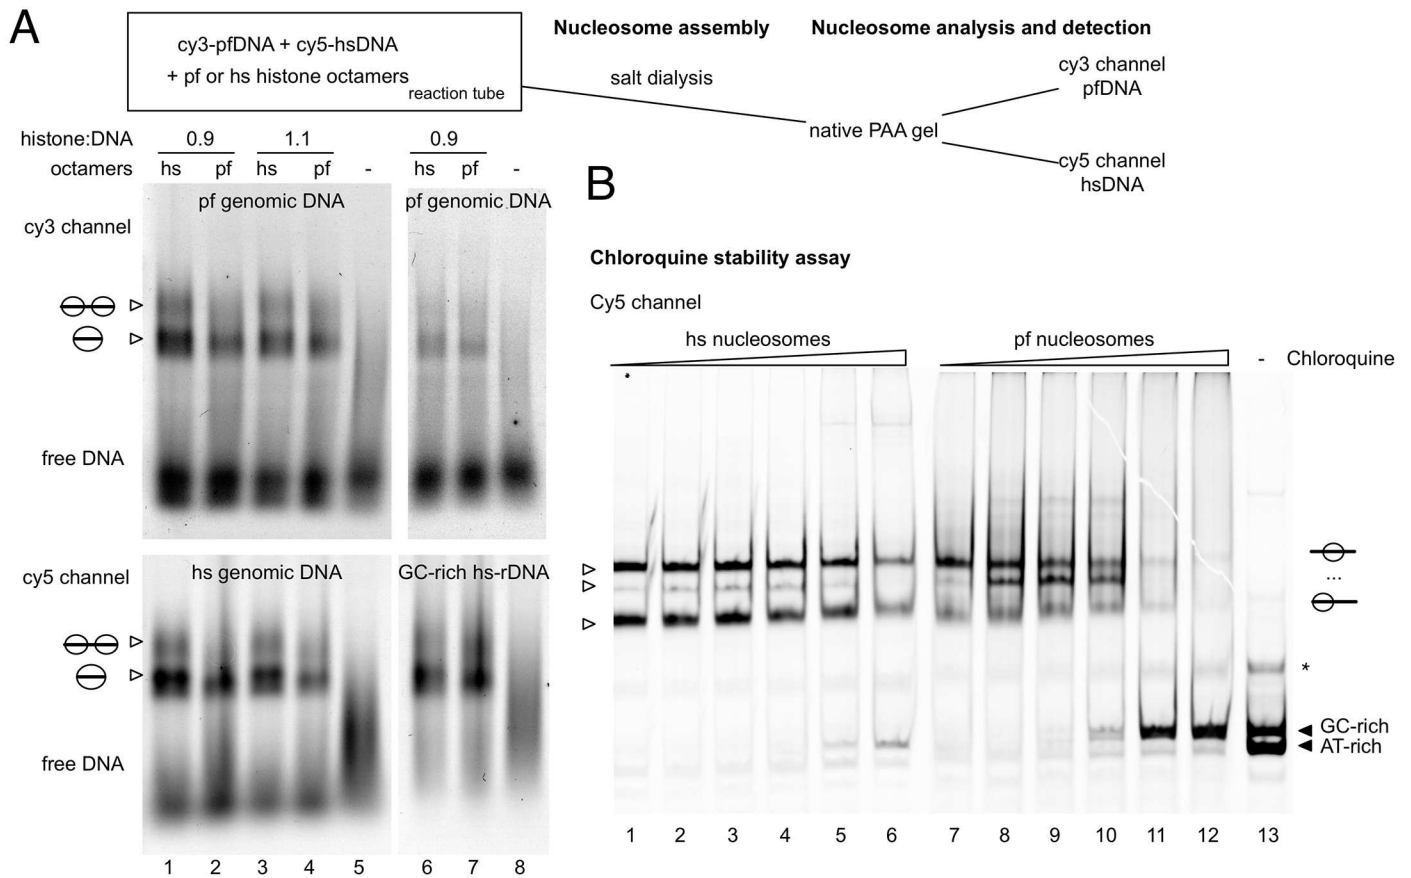 A
cy3-pfDNA + cy5-hsDNA
+ pf or hs histone octamers
reaction tube
Nucleosome assembly
salt dialysis
Nucleosome analysis and detection
native PAA gel
cy3 channel
pfDNA
cy5 channel
hsDNA
histone:DNA 0.9 1.1 0.9
octamers hs pf hs pf - hs pf -
pf genomic DNA pf genomic DNA
cy3 channel
free DNA
cy5 channel
hs genomic DNA GC-rich hs-rDNA
free DNA
1 2 3 4 5 6 7 8
B
Chloroquine stability assay
Cy5 channel
hs nucleosomes pf nucleosomes - Chloroquine
...
*
GC-rich
AT-rich
1 2 3 4 5 6 7 8 9 10 11 12 13